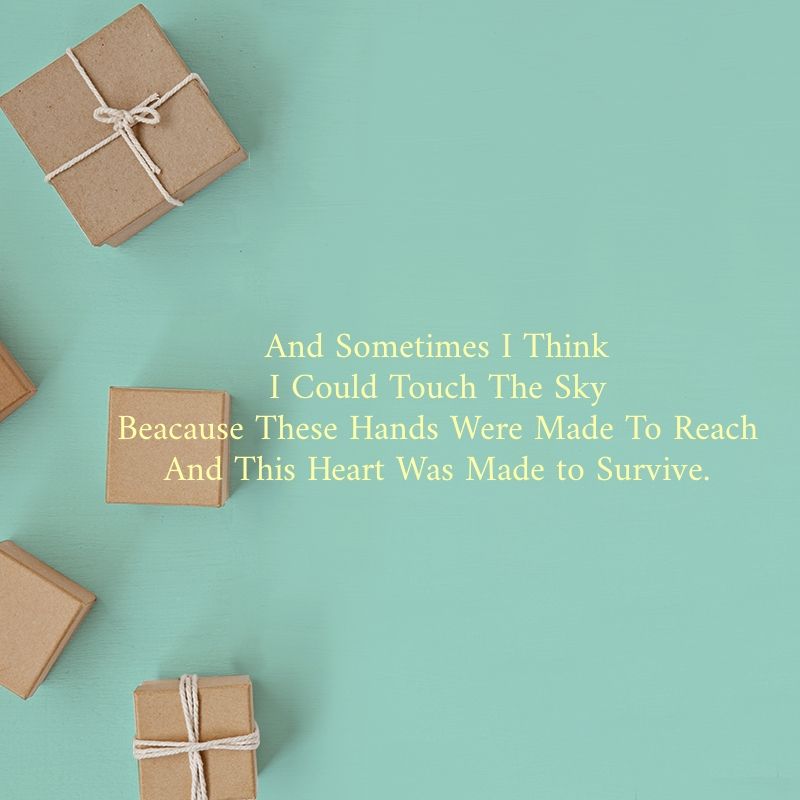 And Sometimes I Think
I Could Touch The Sky
Beacause These Hands Were Made To Reach
And This Heart Was Made to Survive.